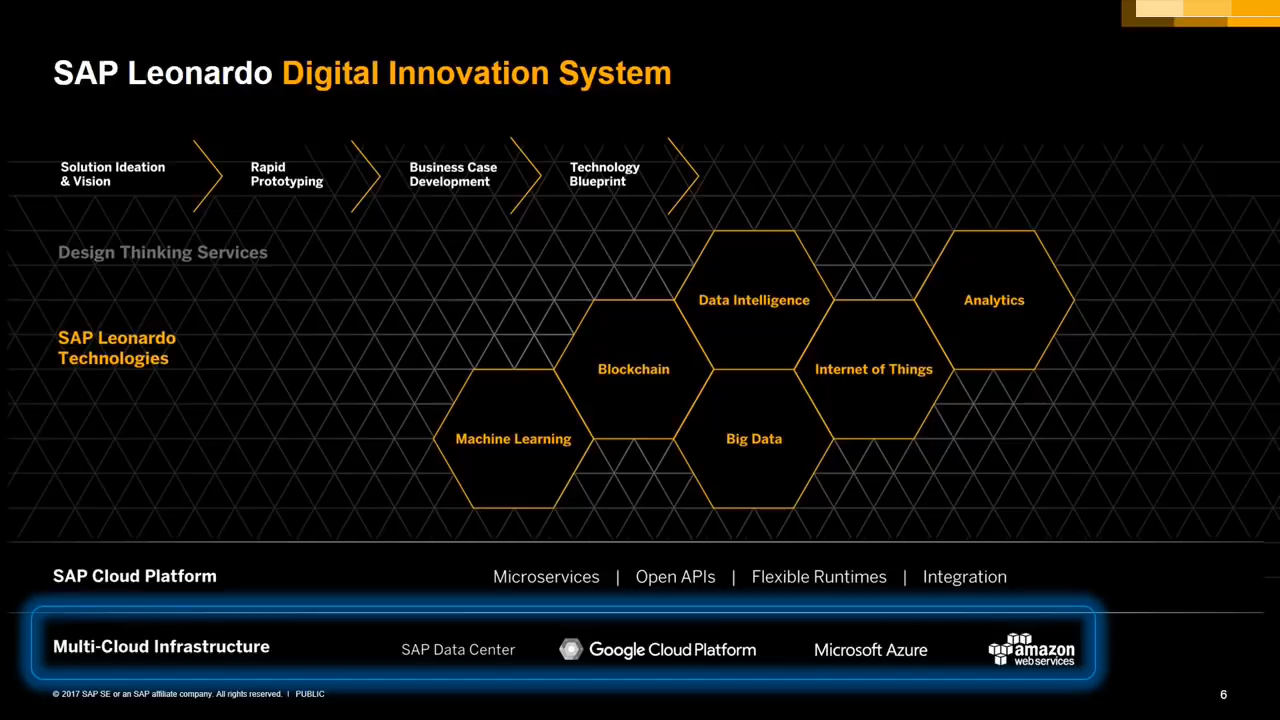 SAP Leonardo Digital Innovation System
Solution Ideation
& Vision
Rapid
Prototyping
Business Case
Development
Technology
Blueprint
Design Thinking Services
Data Intelligence
Analytics
SAP Leonardo
Technologies
Blockchain
Internet of Things
Machine Learning
Big Data
SAP Cloud Platform
Microservices | Open APIs | Flexible Runtimes | Integration
Multi-Cloud Infrastructure
SAP Data Center
Google Cloud Platform
Microsoft Azure
amazon
web services
© 2017 SAP SE or an SAP affiliate company. All rights reserved. | PUBLIC
6